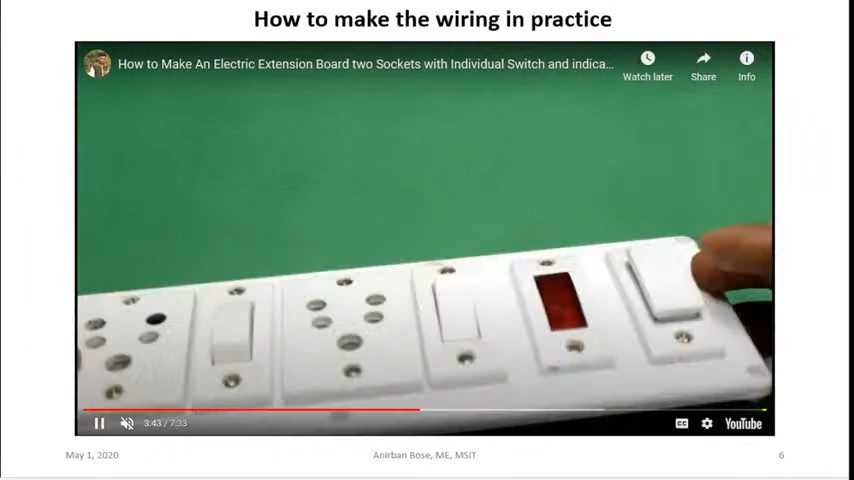 How to make the wiring in practice
How to Make An Electric Extension Board two Sockets with Individual Switch and indica...
Watch later
Share
Info
3:43 / 7:33
CC
YouTube
May 1, 2020
Anirban Bose, ME, MSIT
6